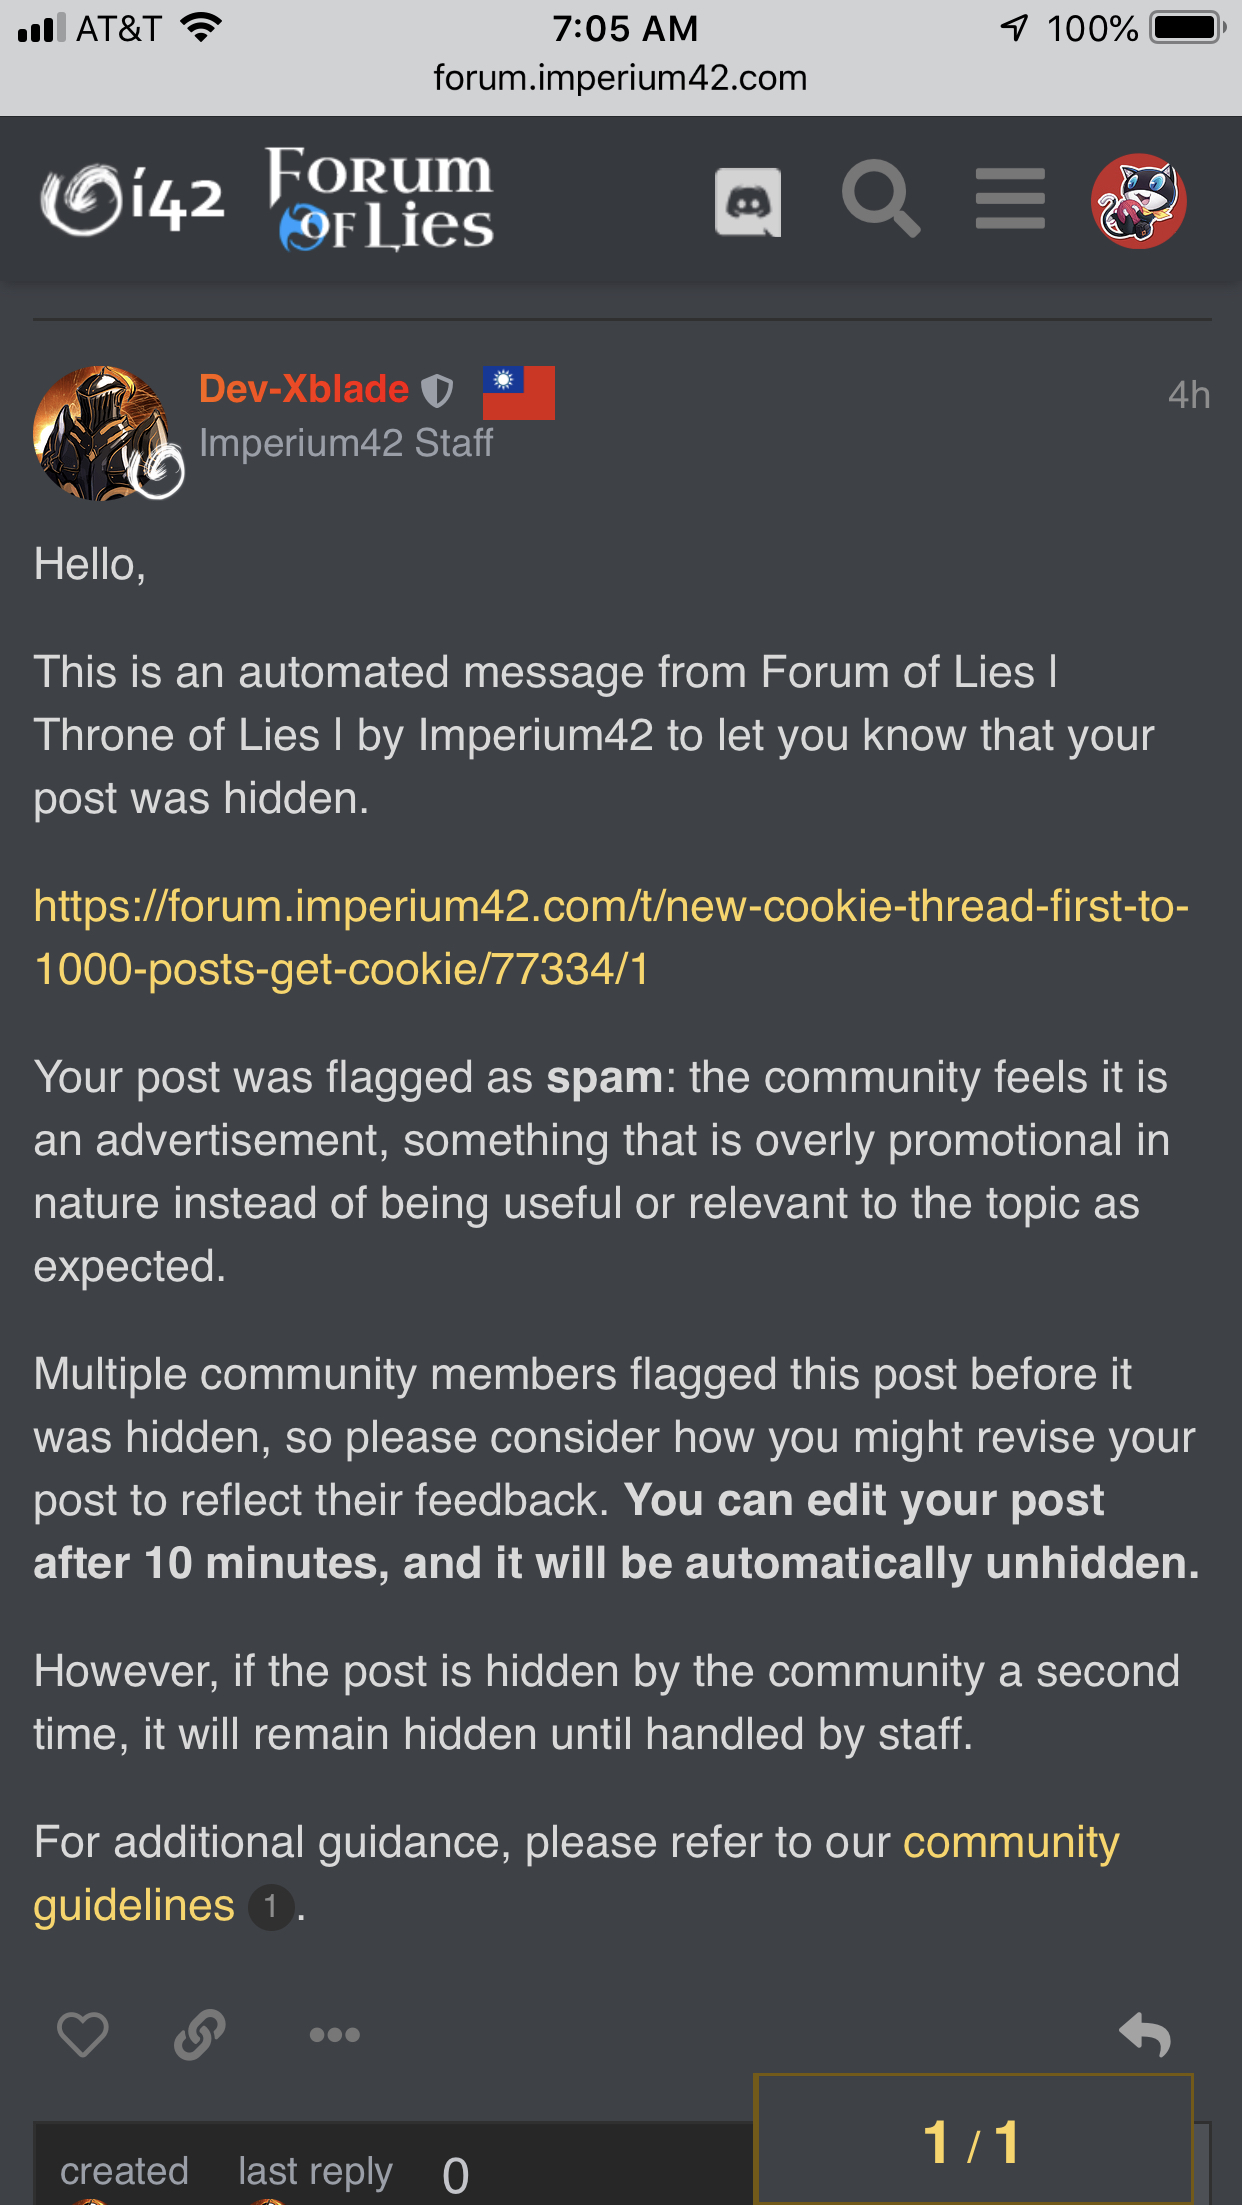 AT&T 7:05 AM 100%
forum.imperium42.com
i42 Forum of Lies
Dev-Xblade 4h
Imperium42 Staff
Hello,
This is an automated message from Forum of Lies |
Throne of Lies | by Imperium42 to let you know that your
post was hidden.
https://forum.imperium42.com/t/new-cookie-thread-first-to-
1000-posts-get-cookie/77334/1
Your post was flagged as spam: the community feels it is
an advertisement, something that is overly promotional in
nature instead of being useful or relevant to the topic as
expected.
Multiple community members flagged this post before it
was hidden, so please consider how you might revise your
post to reflect their feedback. You can edit your post
after 10 minutes, and it will be automatically unhidden.
However, if the post is hidden by the community a second
time, it will remain hidden until handled by staff.
For additional guidance, please refer to our community
guidelines 1.
1 / 1
created last reply 0